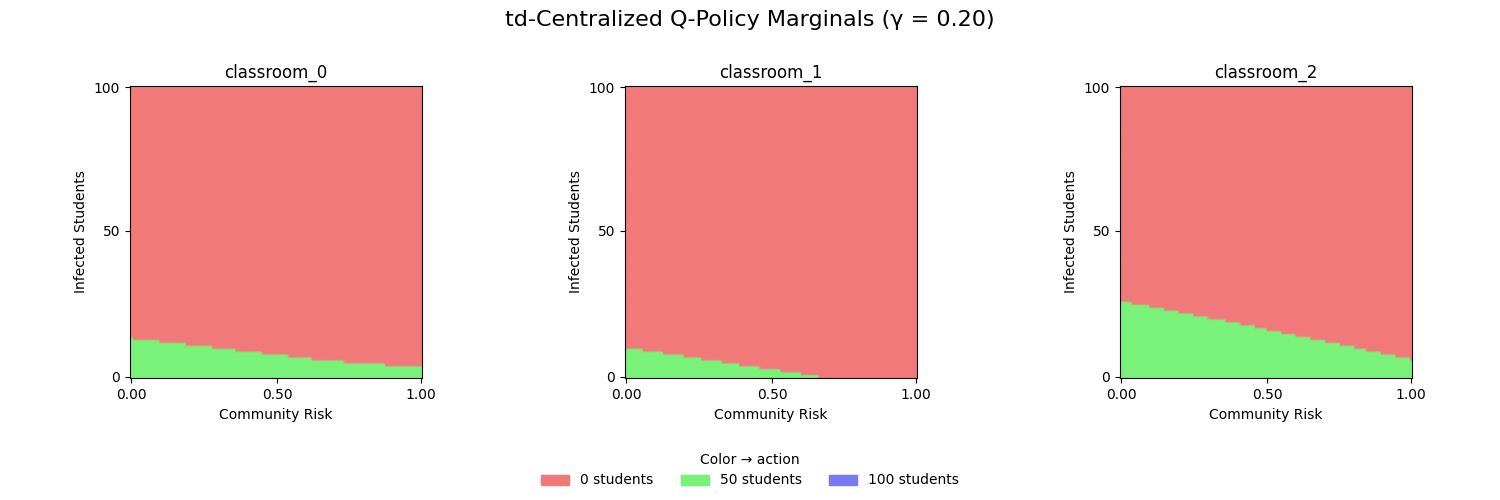 td-Centralized Q-Policy Marginals (γ = 0.20)
classroom_0
100
50
0
Infected Students
0.00 0.50 1.00
Community Risk
classroom_1
100
50
0
Infected Students
0.00 0.50 1.00
Community Risk
classroom_2
100
50
0
Infected Students
0.00 0.50 1.00
Community Risk
Color → action
0 students 50 students 100 students